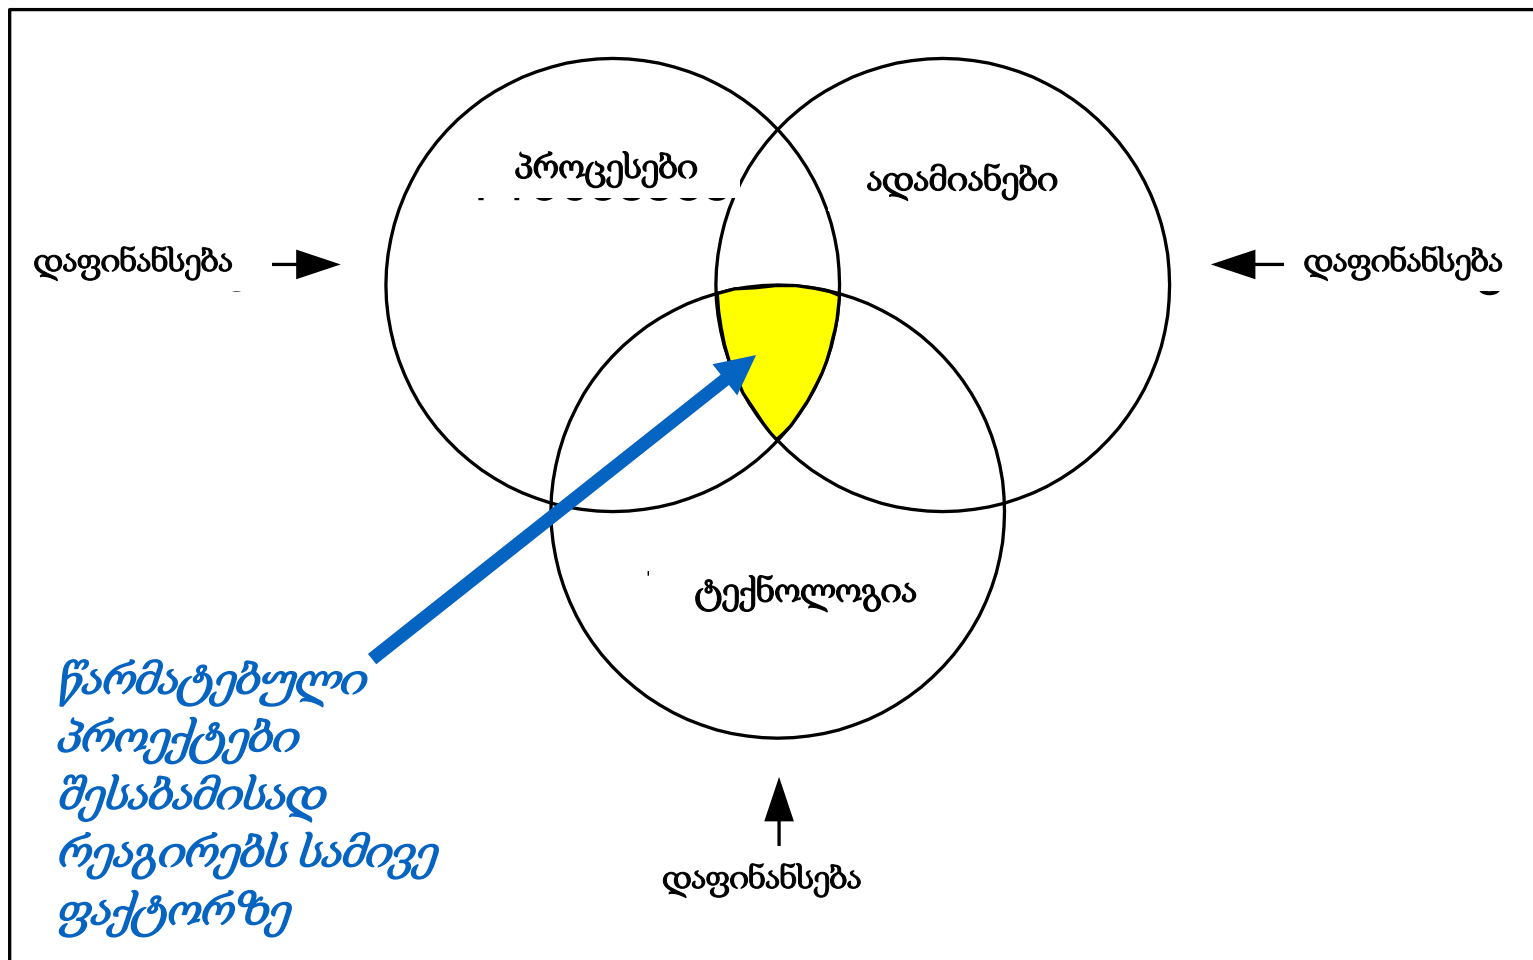 პროცესები
ადამიანები
დაფინანსება
დაფინანსება
ტექნოლოგია
წარმატებული
პროექტები
შესაბამისად
რეაგირებს სამივე
ფაქტორზე
დაფინანსება